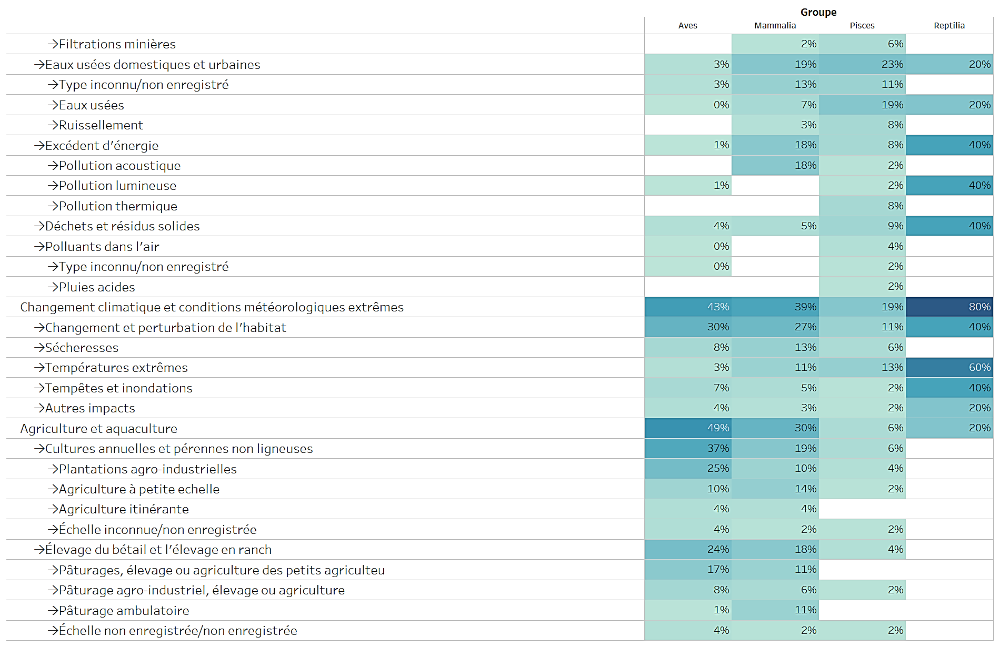 Groupe
Aves Mammalia Pisces Reptilia
→Filtrations minières 2% 6%
→Eaux usées domestiques et urbaines 3% 19% 23% 20%
→Type inconnu/non enregistré 3% 13% 11%
→Eaux usées 0% 7% 19% 20%
→Ruissellement 3% 8%
→Excédent d’énergie 1% 18% 8% 40%
→Pollution acoustique 18% 2%
→Pollution lumineuse 1% 2% 40%
→Pollution thermique 8%
→Déchets et résidus solides 4% 5% 9% 40%
→Polluants dans l’air 0% 4%
→Type inconnu/non enregistré 0% 2%
→Pluies acides 2%
Changement climatique et conditions météorologiques extrêmes 43% 39% 19% 80%
→Changement et perturbation de l’habitat 30% 27% 11% 40%
→Sécheresses 8% 13% 6%
→Températures extrêmes 3% 11% 13% 60%
→Tempêtes et inondations 7% 5% 2% 40%
→Autres impacts 4% 3% 2% 20%
Agriculture et aquaculture 49% 30% 6% 20%
→Cultures annuelles et pérennes non ligneuses 37% 19% 6%
→Plantations agro-industrielles 25% 10% 4%
→Agriculture à petite echelle 10% 14% 2%
→Agriculture itinérante 4% 4%
→Échelle inconnue/non enregistrée 4% 2% 2%
→Élevage du bétail et l’élevage en ranch 24% 18% 4%
→Pâturages, élevage ou agriculture des petits agriculteu 17% 11%
→Pâturage agro-industriel, élevage ou agriculture 8% 6% 2%
→Pâturage ambulatoire 1% 11%
→Échelle non enregistrée/non enregistrée 4% 2% 2%